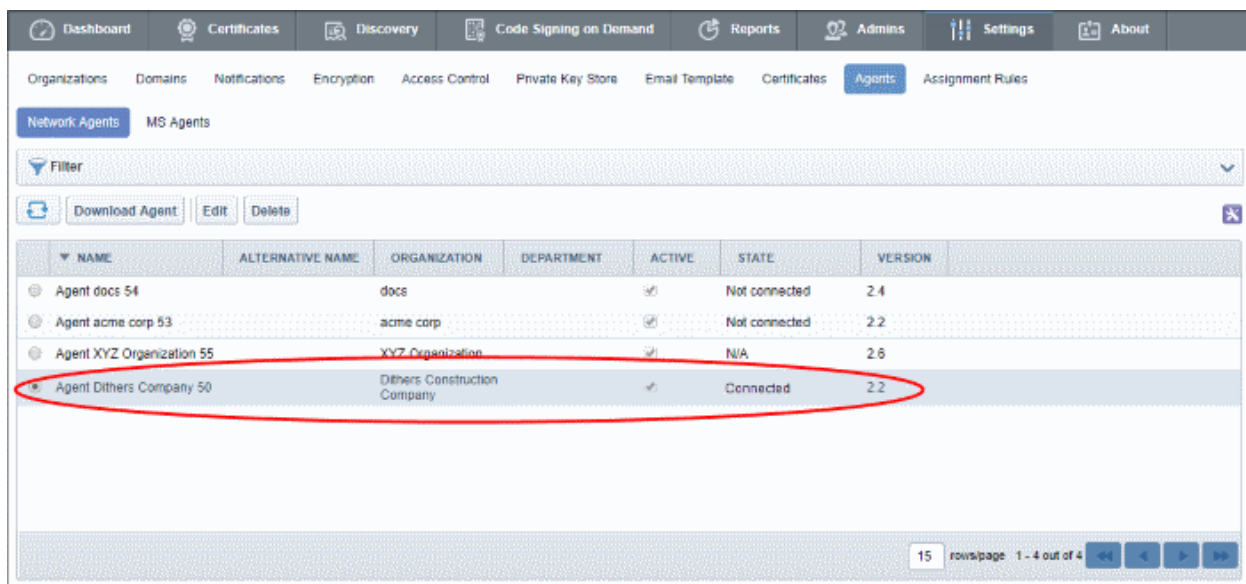 Dashboard Certificates Discovery Code Signing on Demand Reports Admins Settings About
Organizations Domains Notifications Encryption Access Control Private Key Store Email Template Certificates Agents Assignment Rules
Network Agents MS Agents
Filter
Download Agent Edit Delete
NAME ALTERNATIVE NAME ORGANIZATION DEPARTMENT ACTIVE STATE VERSION
Agent docs 54 docs Not connected 2.4
Agent acme corp 53 acme corp Not connected 2.2
Agent XYZ Organization 55 XYZ Organization N/A 2.6
Agent Dithers Company 50 Dithers Construction Company Connected 2.2
15 rows/page 1 - 4 out of 4